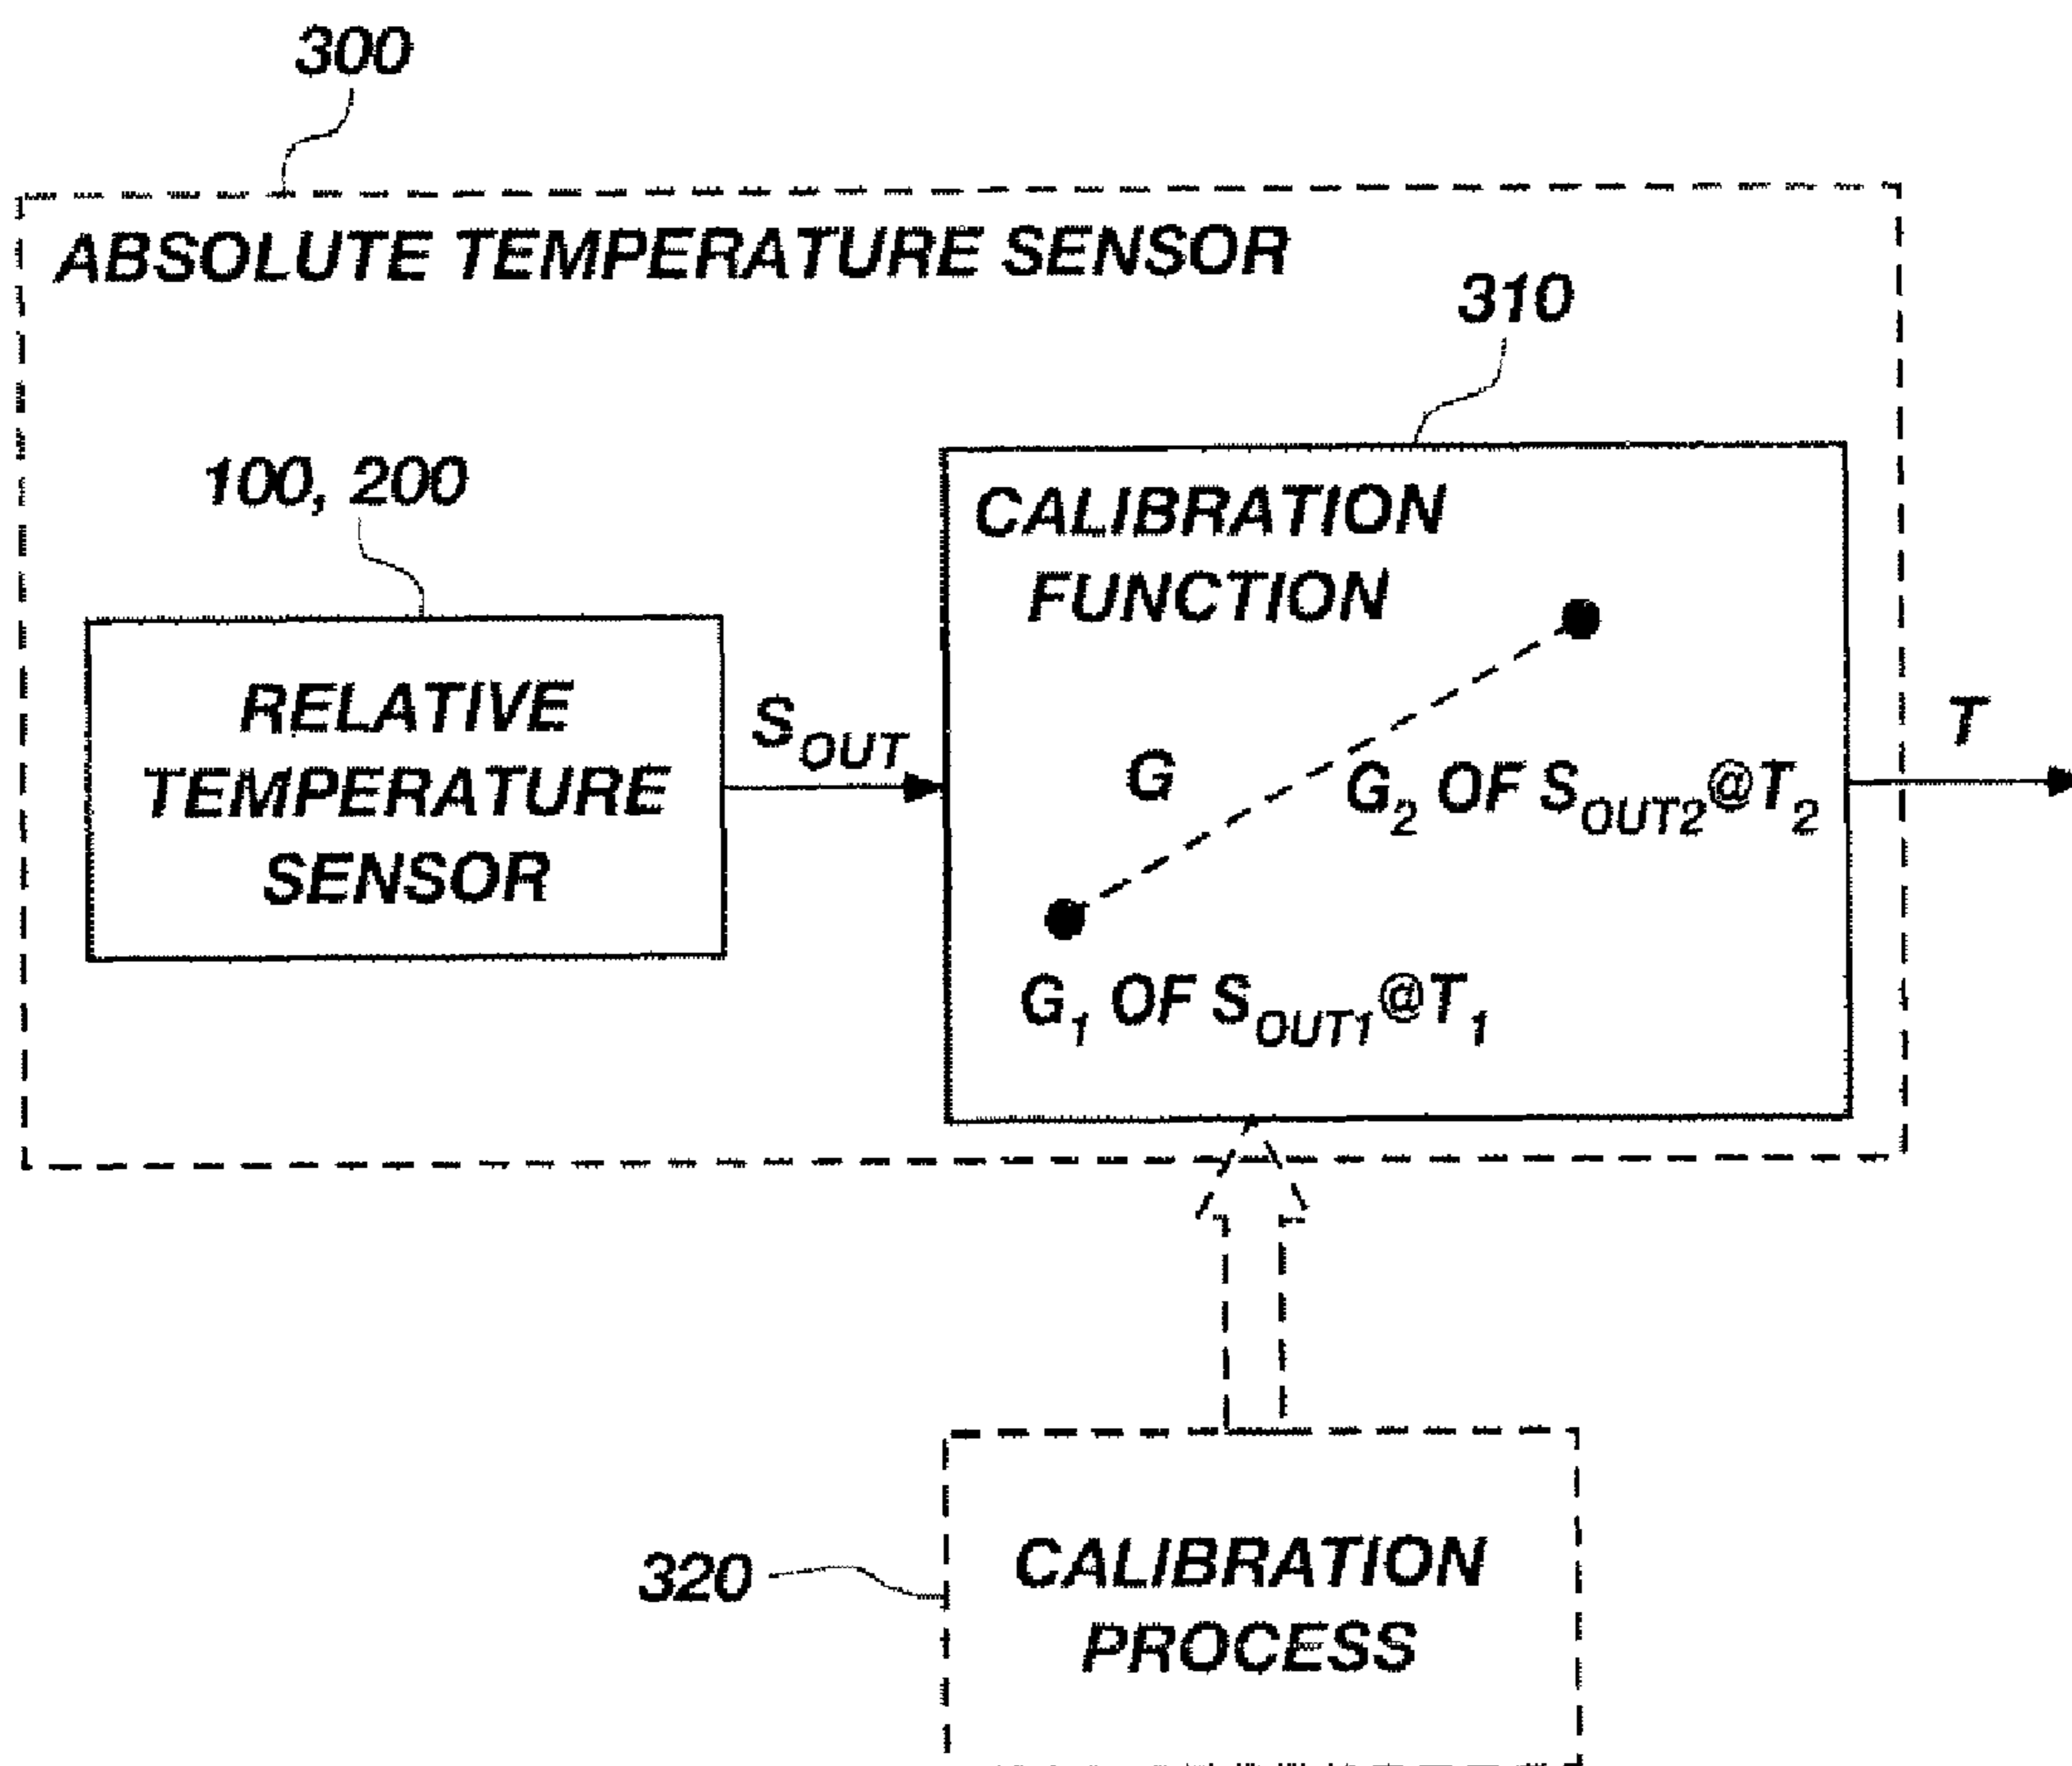 300
ABSOLUTE TEMPERATURE SENSOR
310
100, 200
CALIBRATION
FUNCTION
RELATIVE
TEMPERATURE
SENSOR
S_OUT
G
G_2 OF S_OUT2@T_2
T
G_1 OF S_OUT1@T_1
320
CALIBRATION
PROCESS